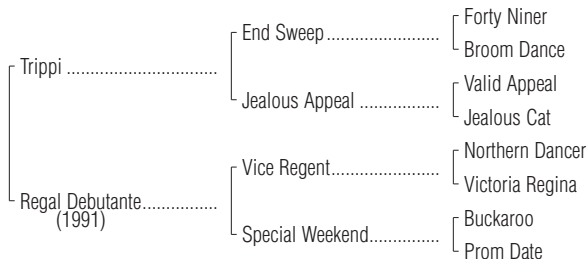 Forty Niner
End Sweep
Broom Dance
Trippi
Valid Appeal
Jealous Appeal
Jealous Cat
Northern Dancer
Vice Regent
Victoria Regina
Regal Debutante
(1991)
Buckaroo
Special Weekend
Prom Date